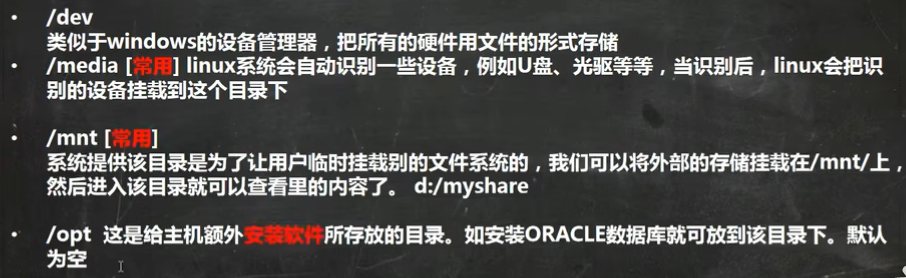 • /dev
类似于windows的设备管理器，把所有的硬件用文件的形式存储
• /media [常用] linux系统会自动识别一些设备，例如U盘、光驱等等，当识别后，linux会把识
别的设备挂载到这个目录下
• /mnt [常用]
系统提供该目录是为了让用户临时挂载别的文件系统的，我们可以将外部的存储挂载在/mnt/上，
然后进入该目录就可以查看里的内容了。 d:/myshare
• /opt 这是给主机额外安装软件所存放的目录。如安装ORACLE数据库就可放到该目录下。默认
为空